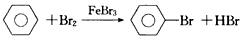 FeBr₃
+Br₂ → Br +HBr